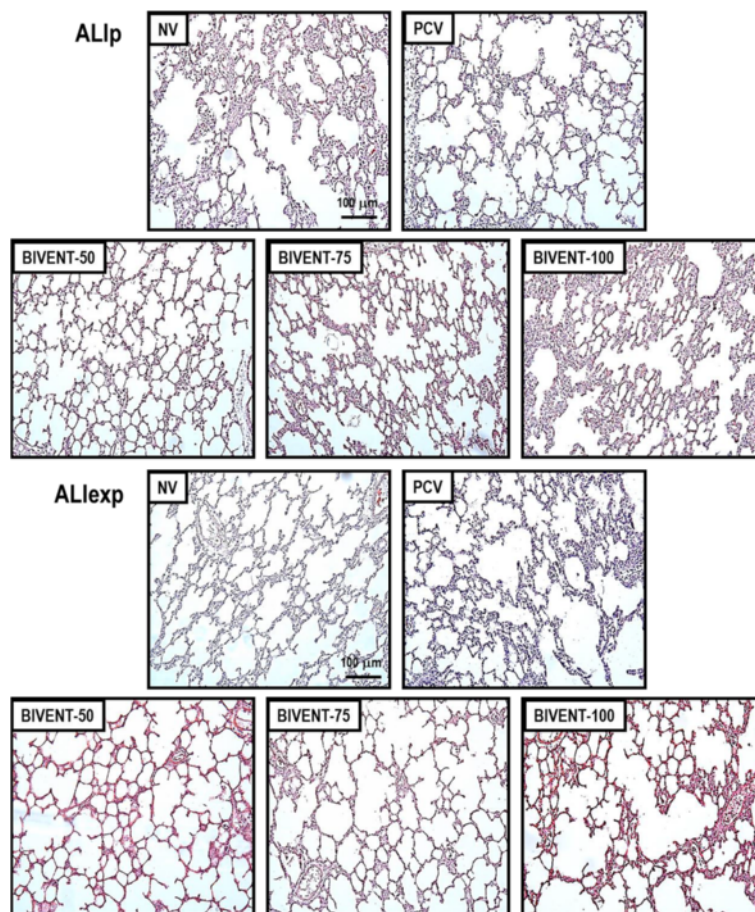 ALIp
NV
PCV
100 µm
BIVENT-50
BIVENT-75
BIVENT-100
ALIexp
NV
PCV
100 µm
BIVENT-50
BIVENT-75
BIVENT-100